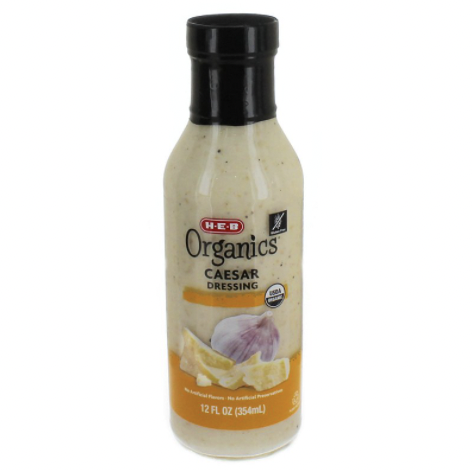 H-E-B
Organics
CAESAR
DRESSING
USDA
ORGANIC
No Artificial Flavors • No Artificial Preservatives
12 FL OZ (354mL)